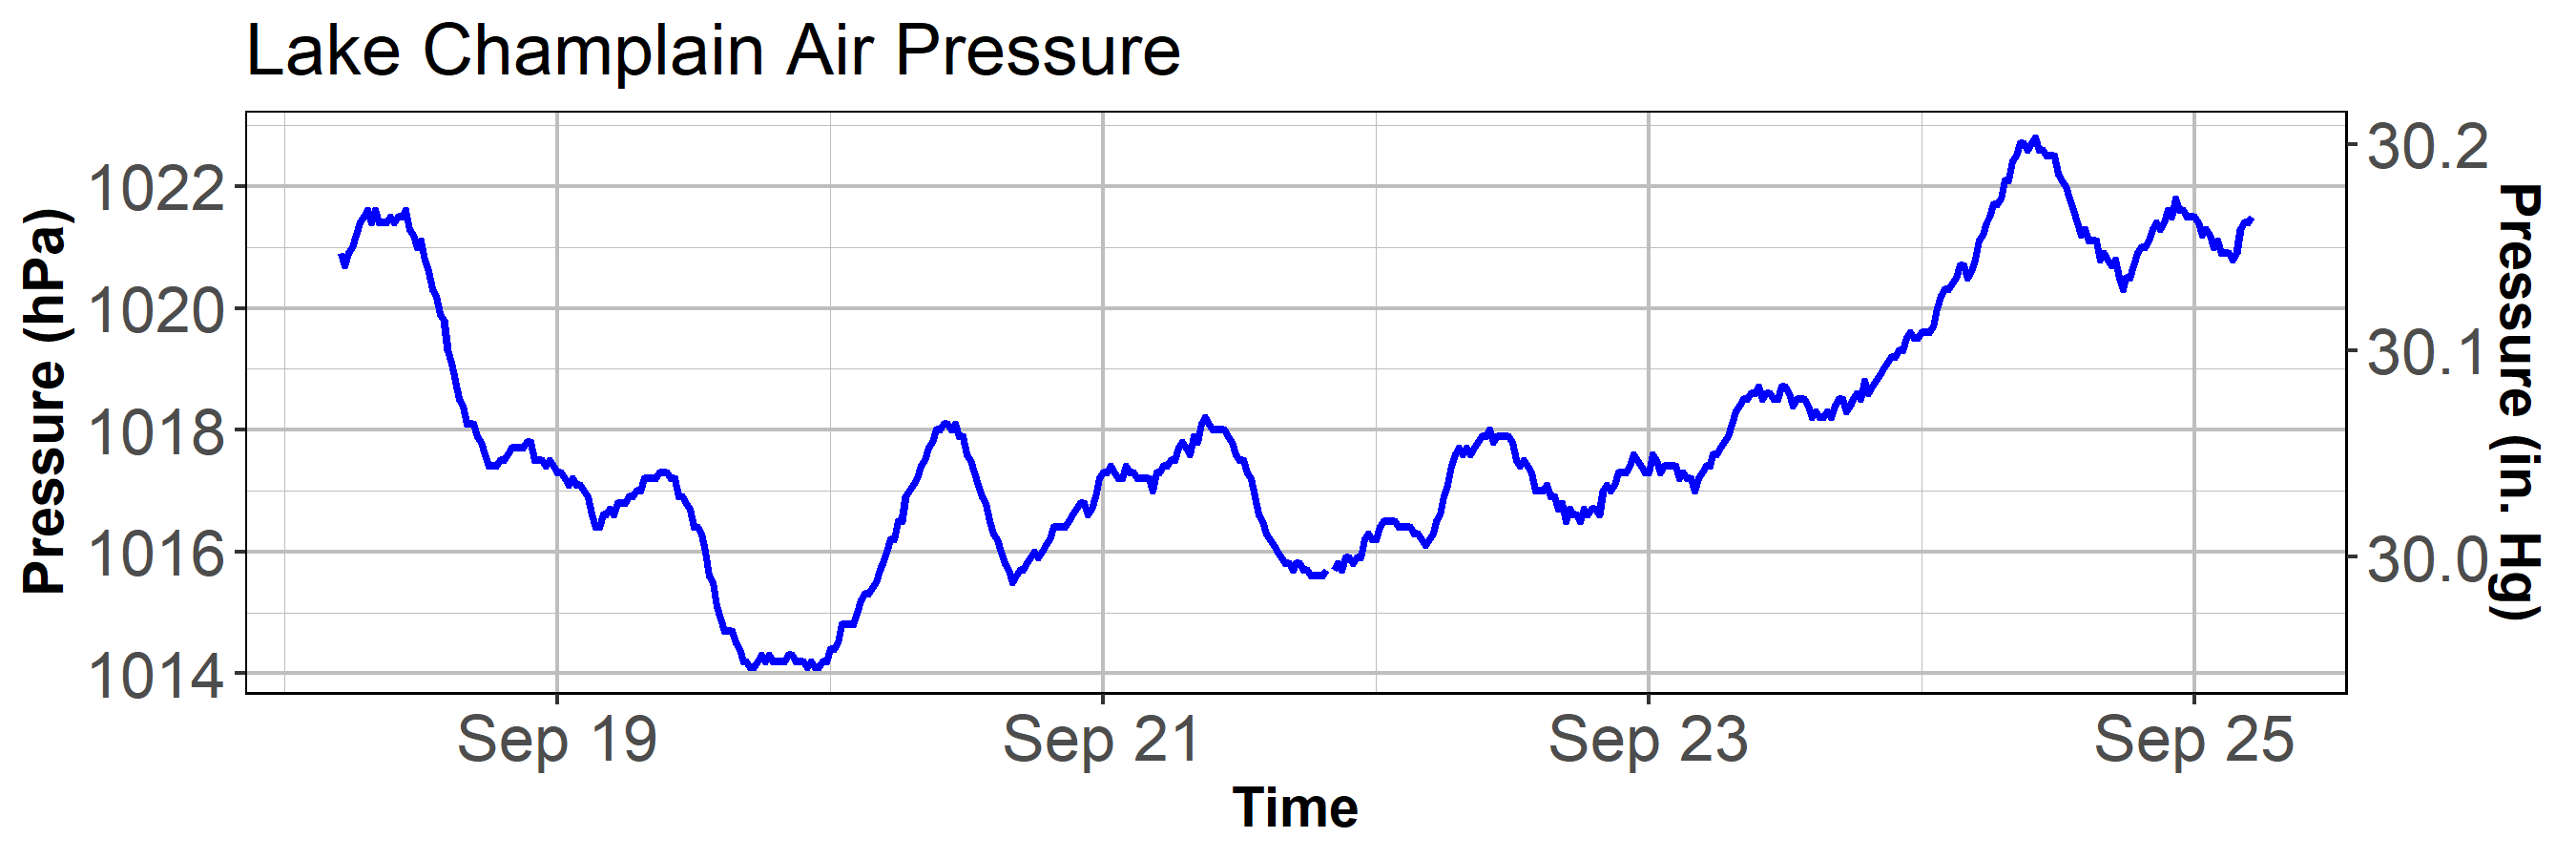 Lake Champlain Air Pressure
1022
1020
1018
1016
1014
Pressure (hPa)
30.2
30.1
30.0
Pressure (in. Hg)
Sep 19
Sep 21
Sep 23
Sep 25
Time